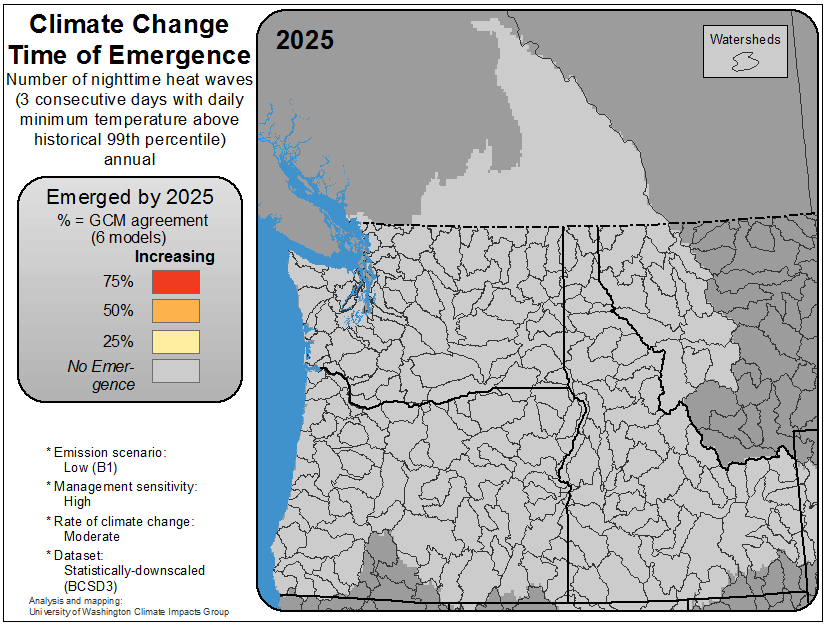 Climate Change
Time of Emergence
Number of nighttime heat waves
(3 consecutive days with daily
minimum temperature above
historical 99th percentile)
annual
Emerged by 2025
% = GCM agreement
(6 models)
Increasing
75%
50%
25%
No Emer-
gence
* Emission scenario:
Low (B1)
* Management sensitivity:
High
* Rate of climate change:
Moderate
* Dataset:
Statistically-downscaled
(BCSD3)
Analysis and mapping:
University of Washington Climate Impacts Group
2025
Watersheds